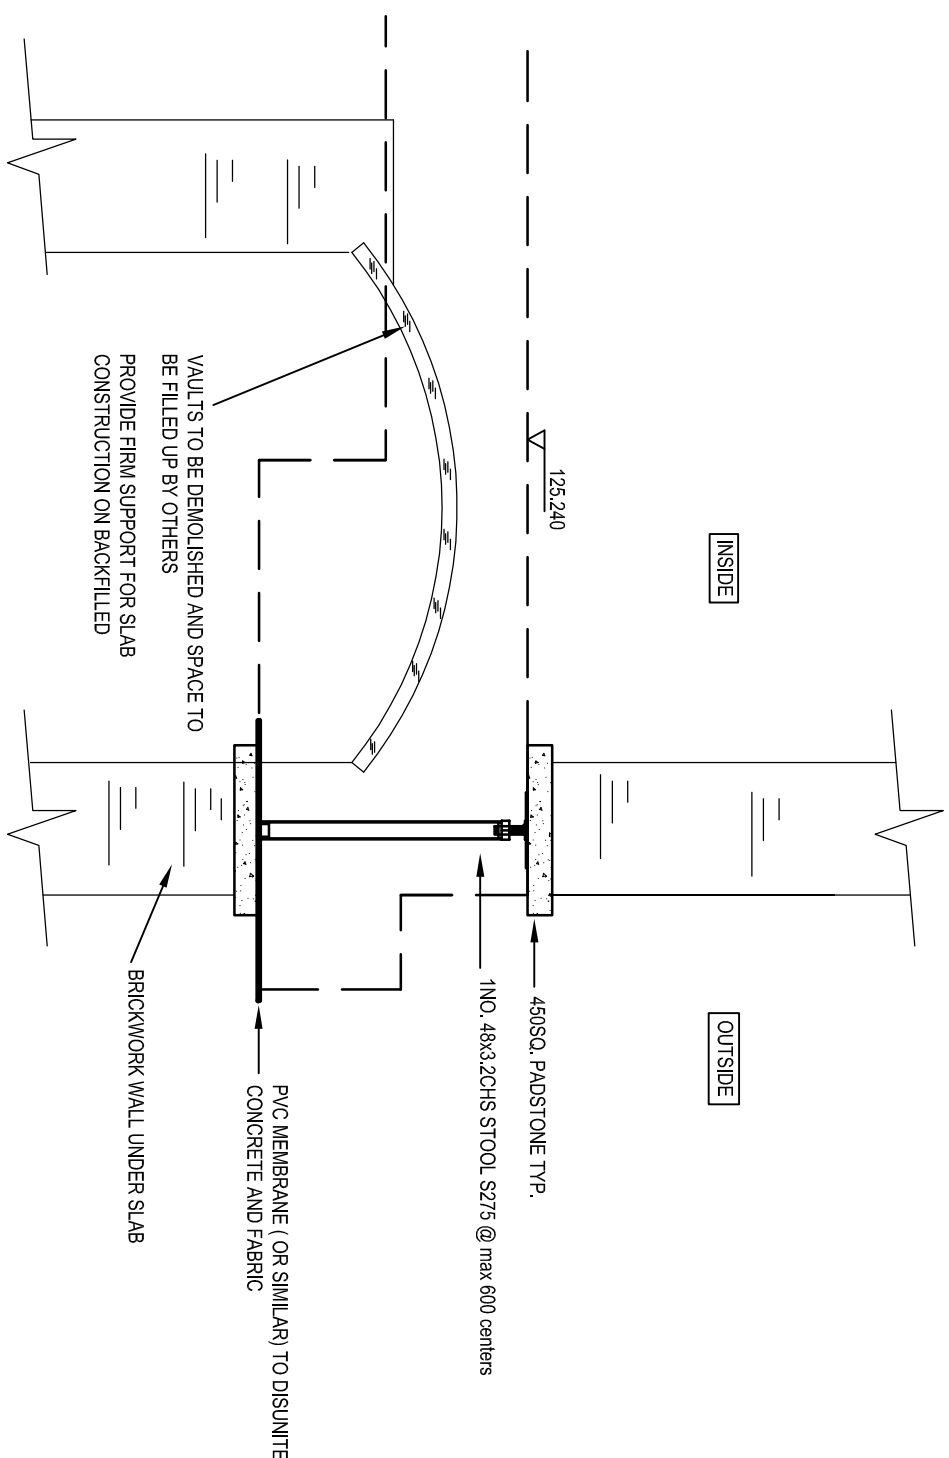 INSIDE
OUTSIDE
125.240
450SQ. PADSTONE TYP.
1NO. 48x3.2CHS STOOL S275 @ max 600 centers
PVC MEMBRANE ( OR SIMILAR) TO DISUNITE
CONCRETE AND FABRIC
VAULTS TO BE DEMOLISHED AND SPACE TO
BE FILLED UP BY OTHERS
PROVIDE FIRM SUPPORT FOR SLAB
CONSTRUCTION ON BACKFILLED
BRICKWORK WALL UNDER SLAB